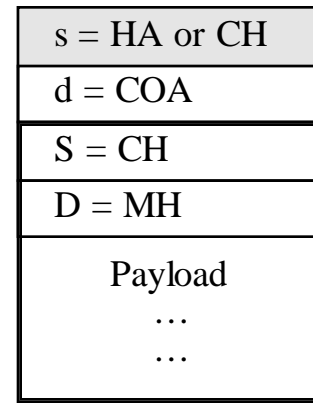 s = HA or CH
d = COA
S = CH
D = MH
Payload
…
…